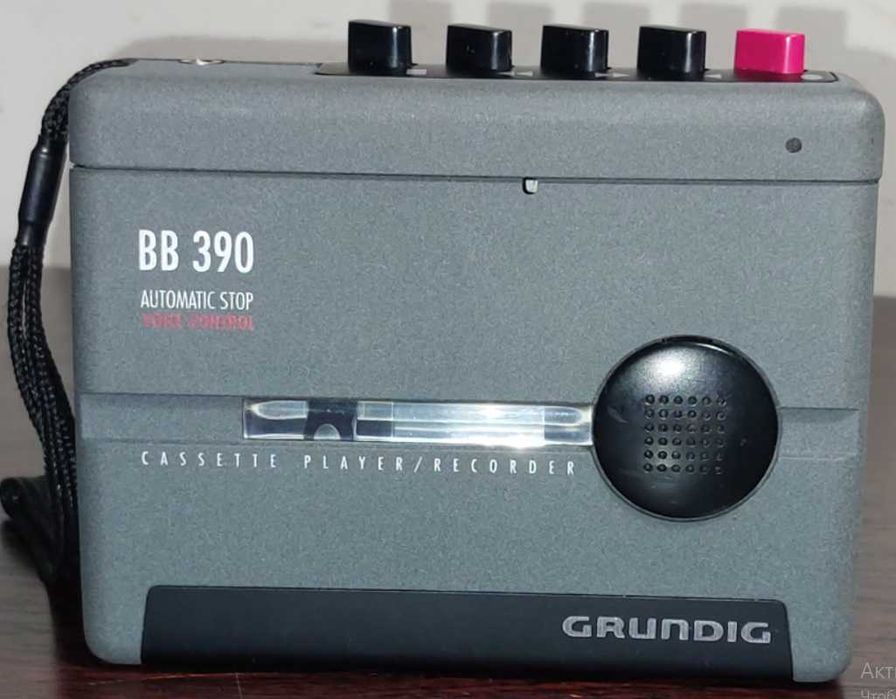 BB 390
AUTOMATIC STOP
VOICE CONTROL
CASSETTE PLAYER/RECORDER
GRUNDIG